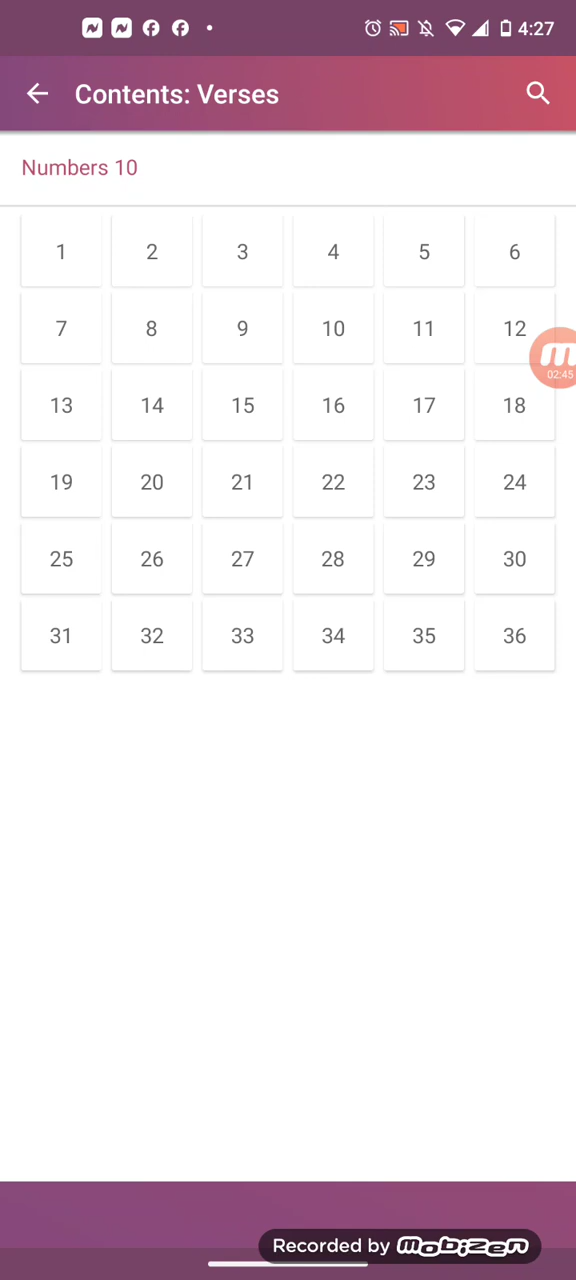 4:27
Contents: Verses
Numbers 10
1 2 3 4 5 6
7 8 9 10 11 12
13 14 15 16 17 18
19 20 21 22 23 24
25 26 27 28 29 30
31 32 33 34 35 36
m
02:45
Recorded by mobizen